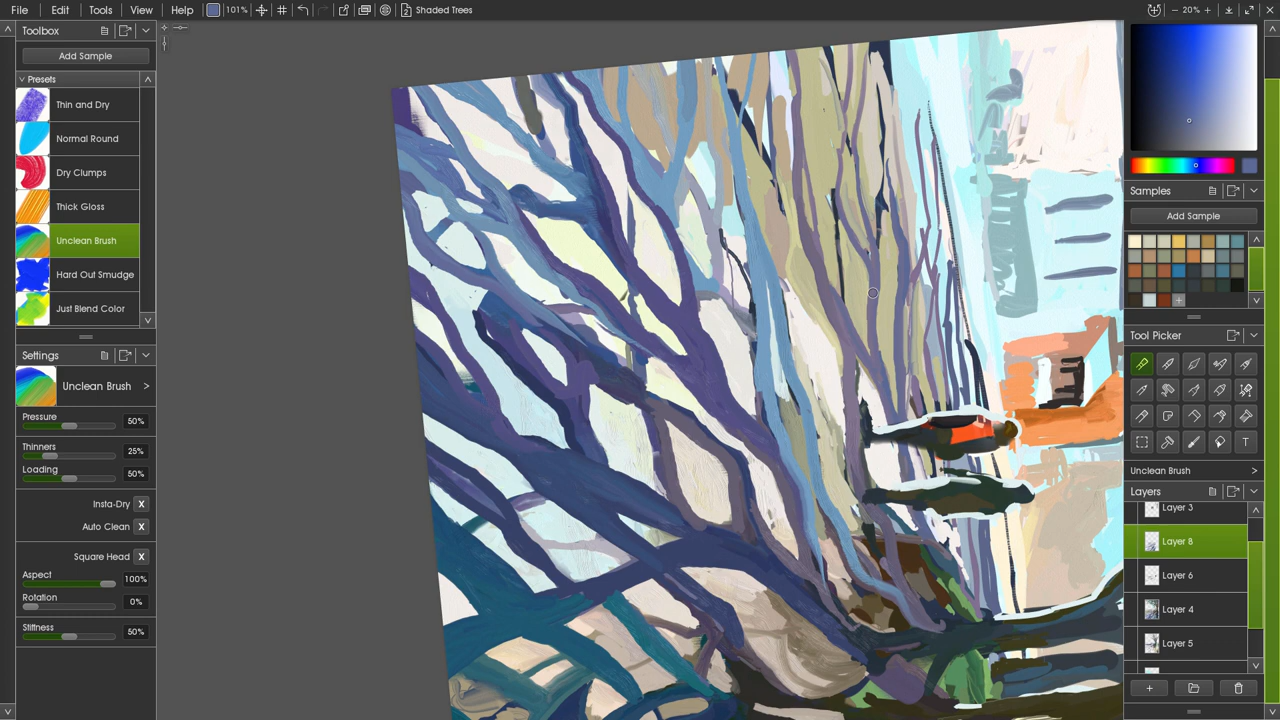 File Edit Tools View Help 101% Shaded Trees 20%
Toolbox
Add Sample
Presets
Thin and Dry
Normal Round
Dry Clumps
Thick Gloss
Unclean Brush
Hard Out Smudge
Just Blend Color
Settings
Unclean Brush >
Pressure
50%
Thinners
25%
Loading
50%
Insta-Dry X
Auto Clean X
Square Head X
Aspect
100%
Rotation
0%
Stiffness
50%
Samples
Add Sample
Tool Picker
T
Unclean Brush >
Layers
Layer 3
Layer 8
Layer 6
Layer 4
Layer 5